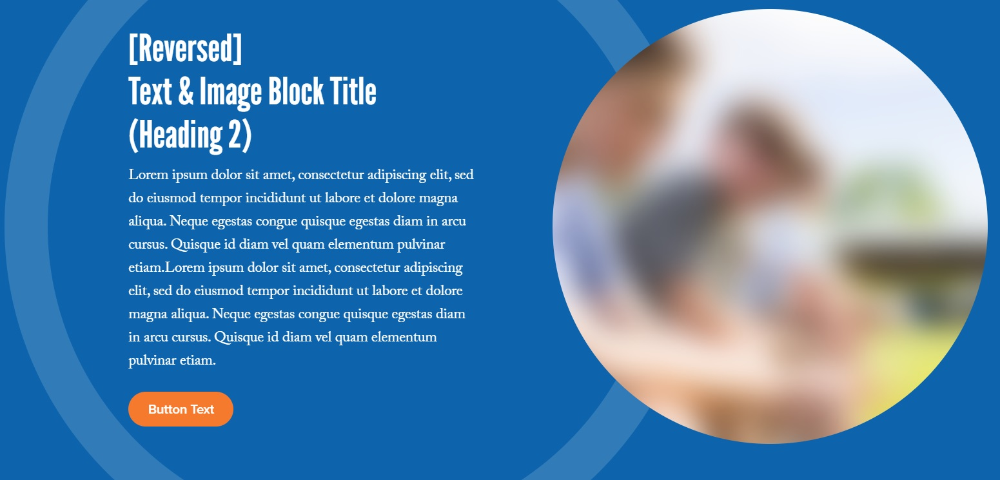 [Reversed]
Text & Image Block Title
(Heading 2)
Lorem ipsum dolor sit amet, consectetur adipiscing elit, sed
do eiusmod tempor incididunt ut labore et dolore magna
aliqua. Neque egestas congue quisque egestas diam in arcu
cursus. Quisque id diam vel quam elementum pulvinar
etiam.Lorem ipsum dolor sit amet, consectetur adipiscing
elit, sed do eiusmod tempor incididunt ut labore et dolore
magna aliqua. Neque egestas congue quisque egestas diam
in arcu cursus. Quisque id diam vel quam elementum
pulvinar etiam.
Button Text